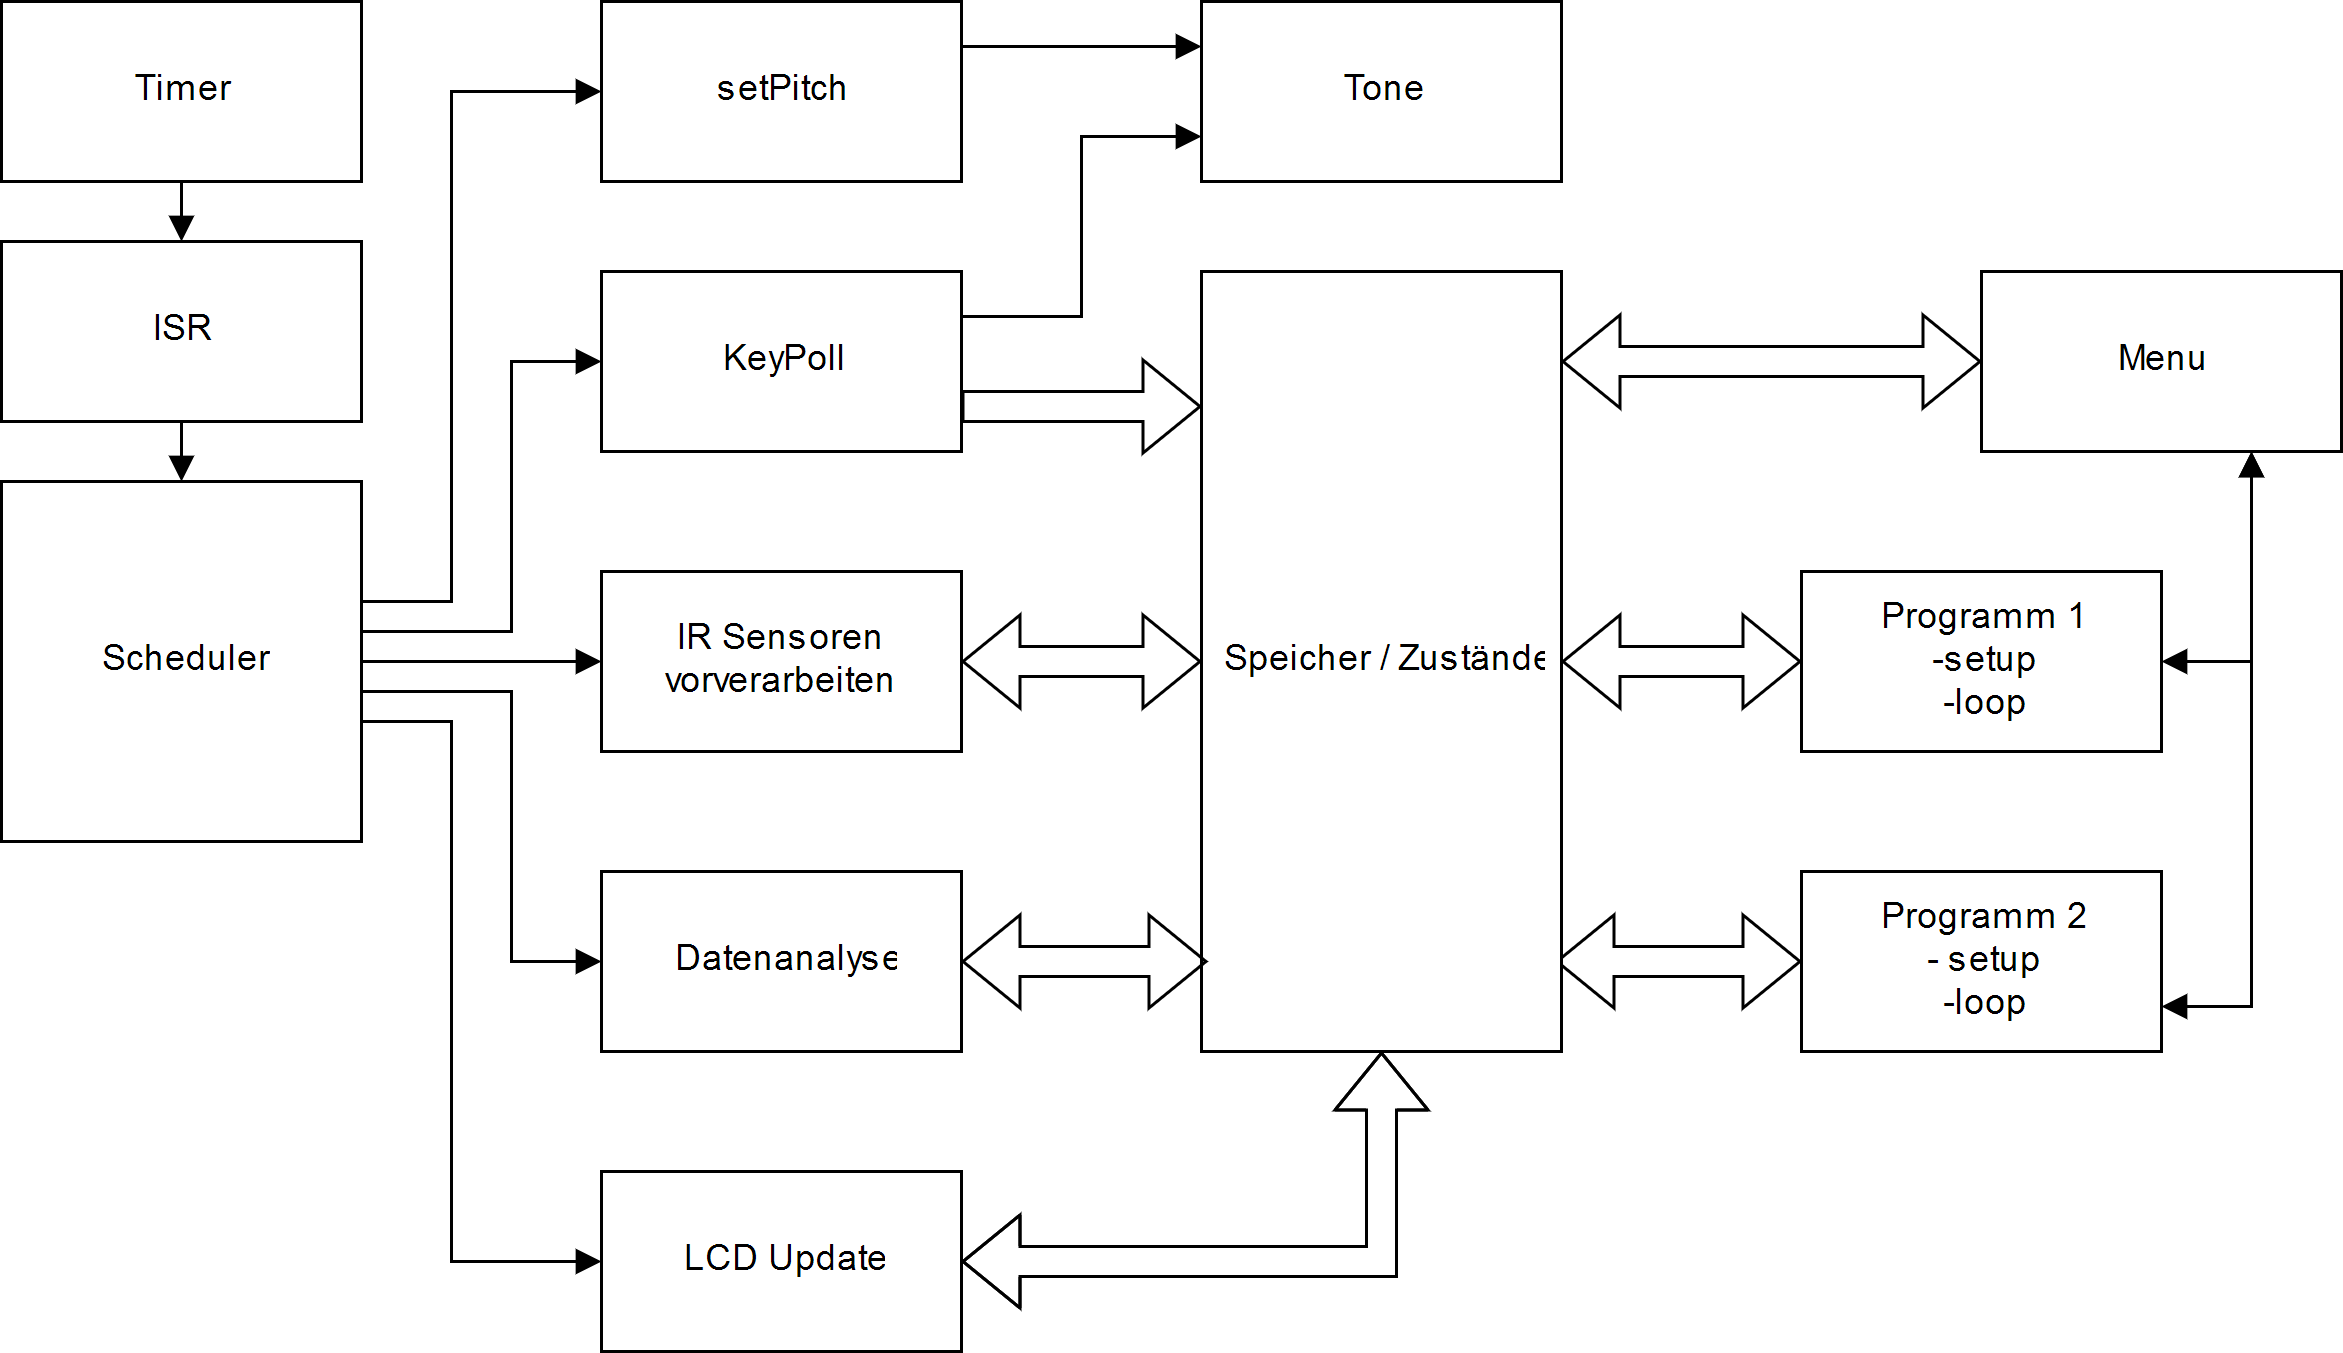 Timer
setPitch
Tone
ISR
KeyPoll
Menu
Scheduler
IR Sensoren
vorverarbeiten
Speicher / Zustände
Programm 1
-setup
-loop
Datenanalyse
Programm 2
- setup
-loop
LCD Update